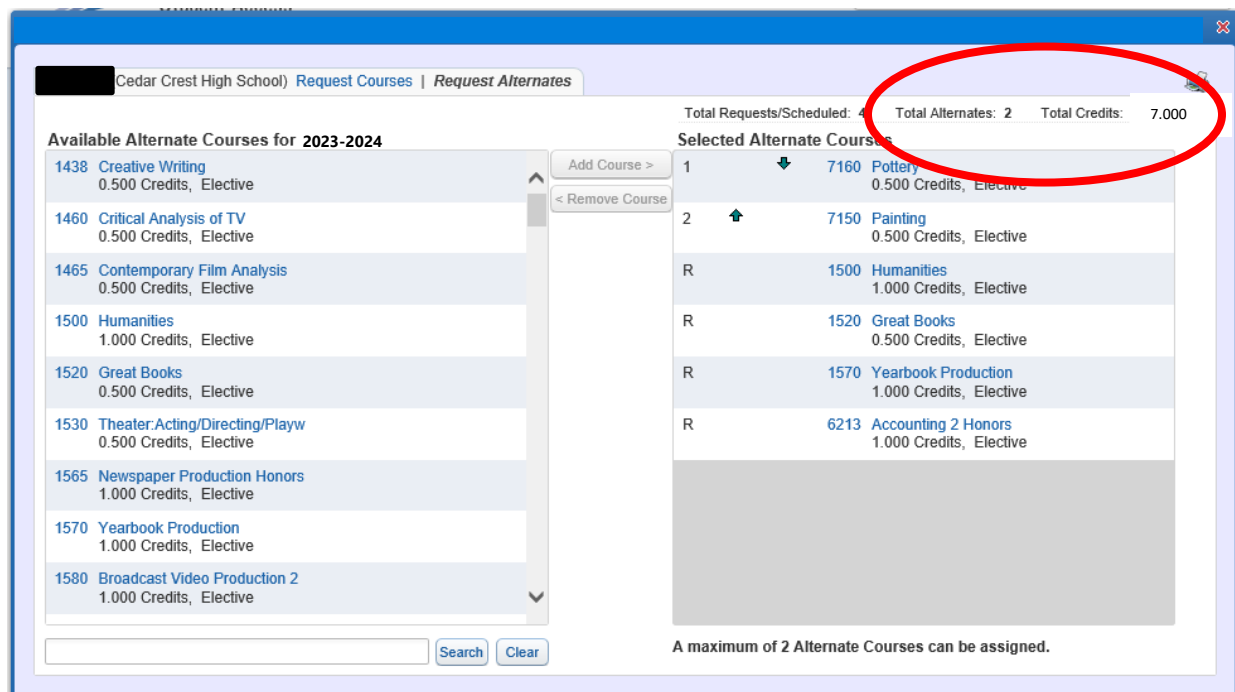 Cedar Crest High School) Request Courses | Request Alternates
Total Requests/Scheduled: 4 Total Alternates: 2 Total Credits: 7.000
Available Alternate Courses for 2023-2024
1438 Creative Writing
0.500 Credits, Elective
1460 Critical Analysis of TV
0.500 Credits, Elective
1465 Contemporary Film Analysis
0.500 Credits, Elective
1500 Humanities
1.000 Credits, Elective
1520 Great Books
0.500 Credits, Elective
1530 Theater:Acting/Directing/Playw
0.500 Credits, Elective
1565 Newspaper Production Honors
1.000 Credits, Elective
1570 Yearbook Production
1.000 Credits, Elective
1580 Broadcast Video Production 2
1.000 Credits, Elective
Search Clear
Add Course >
< Remove Course
Selected Alternate Courses
1 7160 Pottery
0.500 Credits, Elective
2 7150 Painting
0.500 Credits, Elective
R 1500 Humanities
1.000 Credits, Elective
R 1520 Great Books
0.500 Credits, Elective
R 1570 Yearbook Production
1.000 Credits, Elective
R 6213 Accounting 2 Honors
1.000 Credits, Elective
A maximum of 2 Alternate Courses can be assigned.